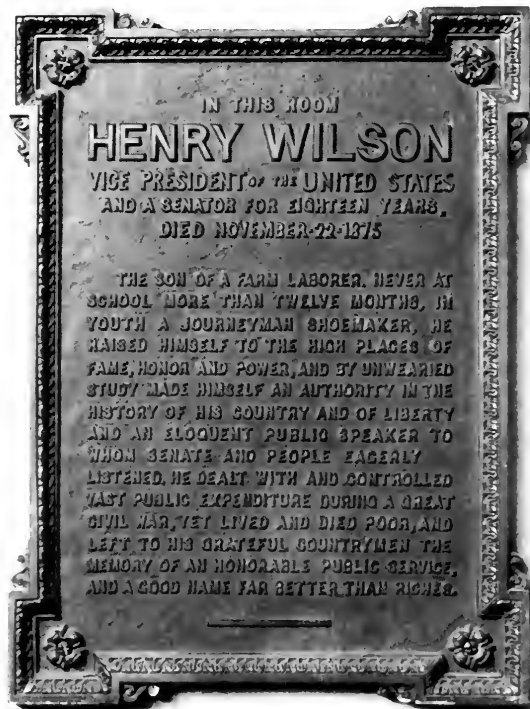 IN THIS ROOM
HENRY WILSON
VICE PRESIDENT OF THE UNITED STATES
AND A SENATOR FOR EIGHTEEN YEARS,
DIED NOVEMBER·22·1875
THE SON OF A FARM LABORER, NEVER AT
SCHOOL MORE THAN TWELVE MONTHS, IN
YOUTH A JOURNEYMAN SHOEMAKER, HE
RAISED HIMSELF TO THE HIGH PLACES OF
FAME, HONOR AND POWER, AND BY UNWEARIED
STUDY MADE HIMSELF AN AUTHORITY IN THE
HISTORY OF HIS COUNTRY AND OF LIBERTY
AND AN ELOQUENT PUBLIC SPEAKER TO
WHOM SENATE AND PEOPLE EAGERLY
LISTENED. HE DEALT WITH AND CONTROLLED
VAST PUBLIC EXPENDITURE DURING A GREAT
CIVIL WAR, YET LIVED AND DIED POOR, AND
LEFT TO HIS GRATEFUL COUNTRYMEN THE
MEMORY OF AN HONORABLE PUBLIC SERVICE,
AND A GOOD NAME FAR BETTER THAN RICHES.